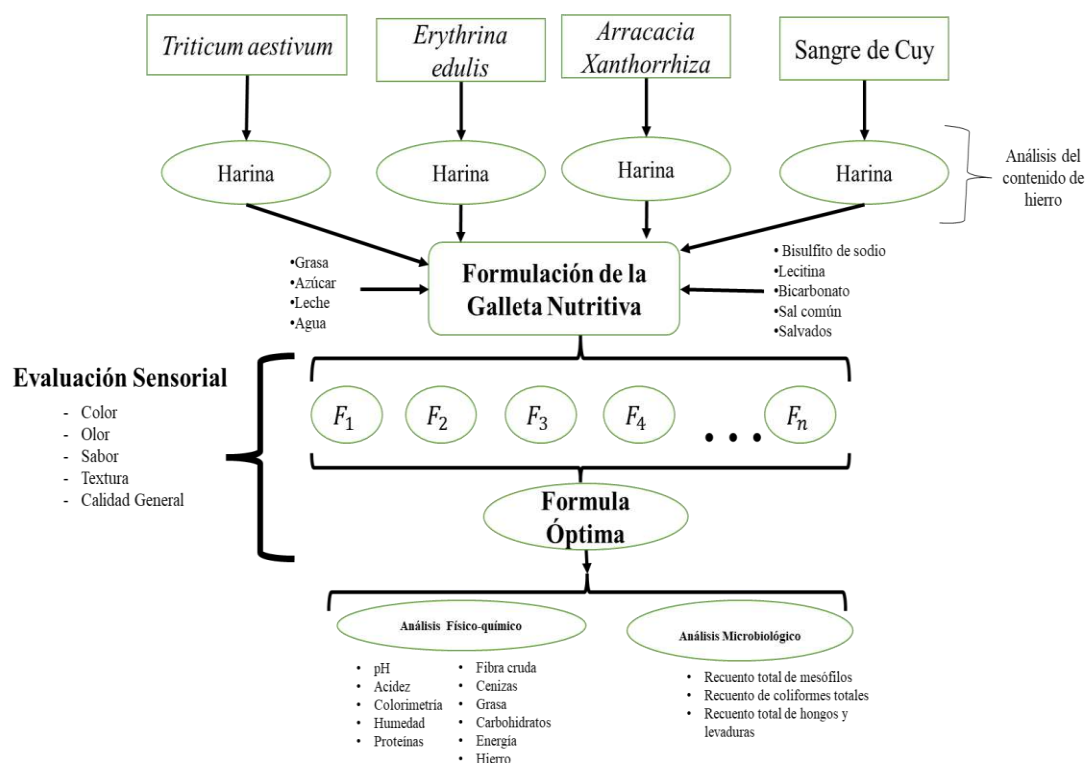 Triticum aestivum
Erythrina
edulis
Arracacia
Xanthorrhiza
Sangre de Cuy
Harina
Harina
Harina
Harina
Análisis del
contenido de
hierro
•Grasa
•Azúcar
•Leche
•Agua
Formulación de la
Galleta Nutritiva
• Bisulfito de sodio
•Lecitina
•Bicarbonato
•Sal común
•Salvados
Evaluación Sensorial
- Color
- Olor
- Sabor
- Textura
- Calidad General
F1
F2
F3
F4
• • •
Fn
Formula
Óptima
Análisis Físico-químico
• pH
• Acidez
• Colorimetría
• Humedad
• Proteínas
• Fibra cruda
• Cenizas
• Grasa
• Carbohidratos
• Energía
• Hierro
Análisis Microbiológico
• Recuento total de mesófilos
• Recuento de coliformes totales
• Recuento total de hongos y
levaduras